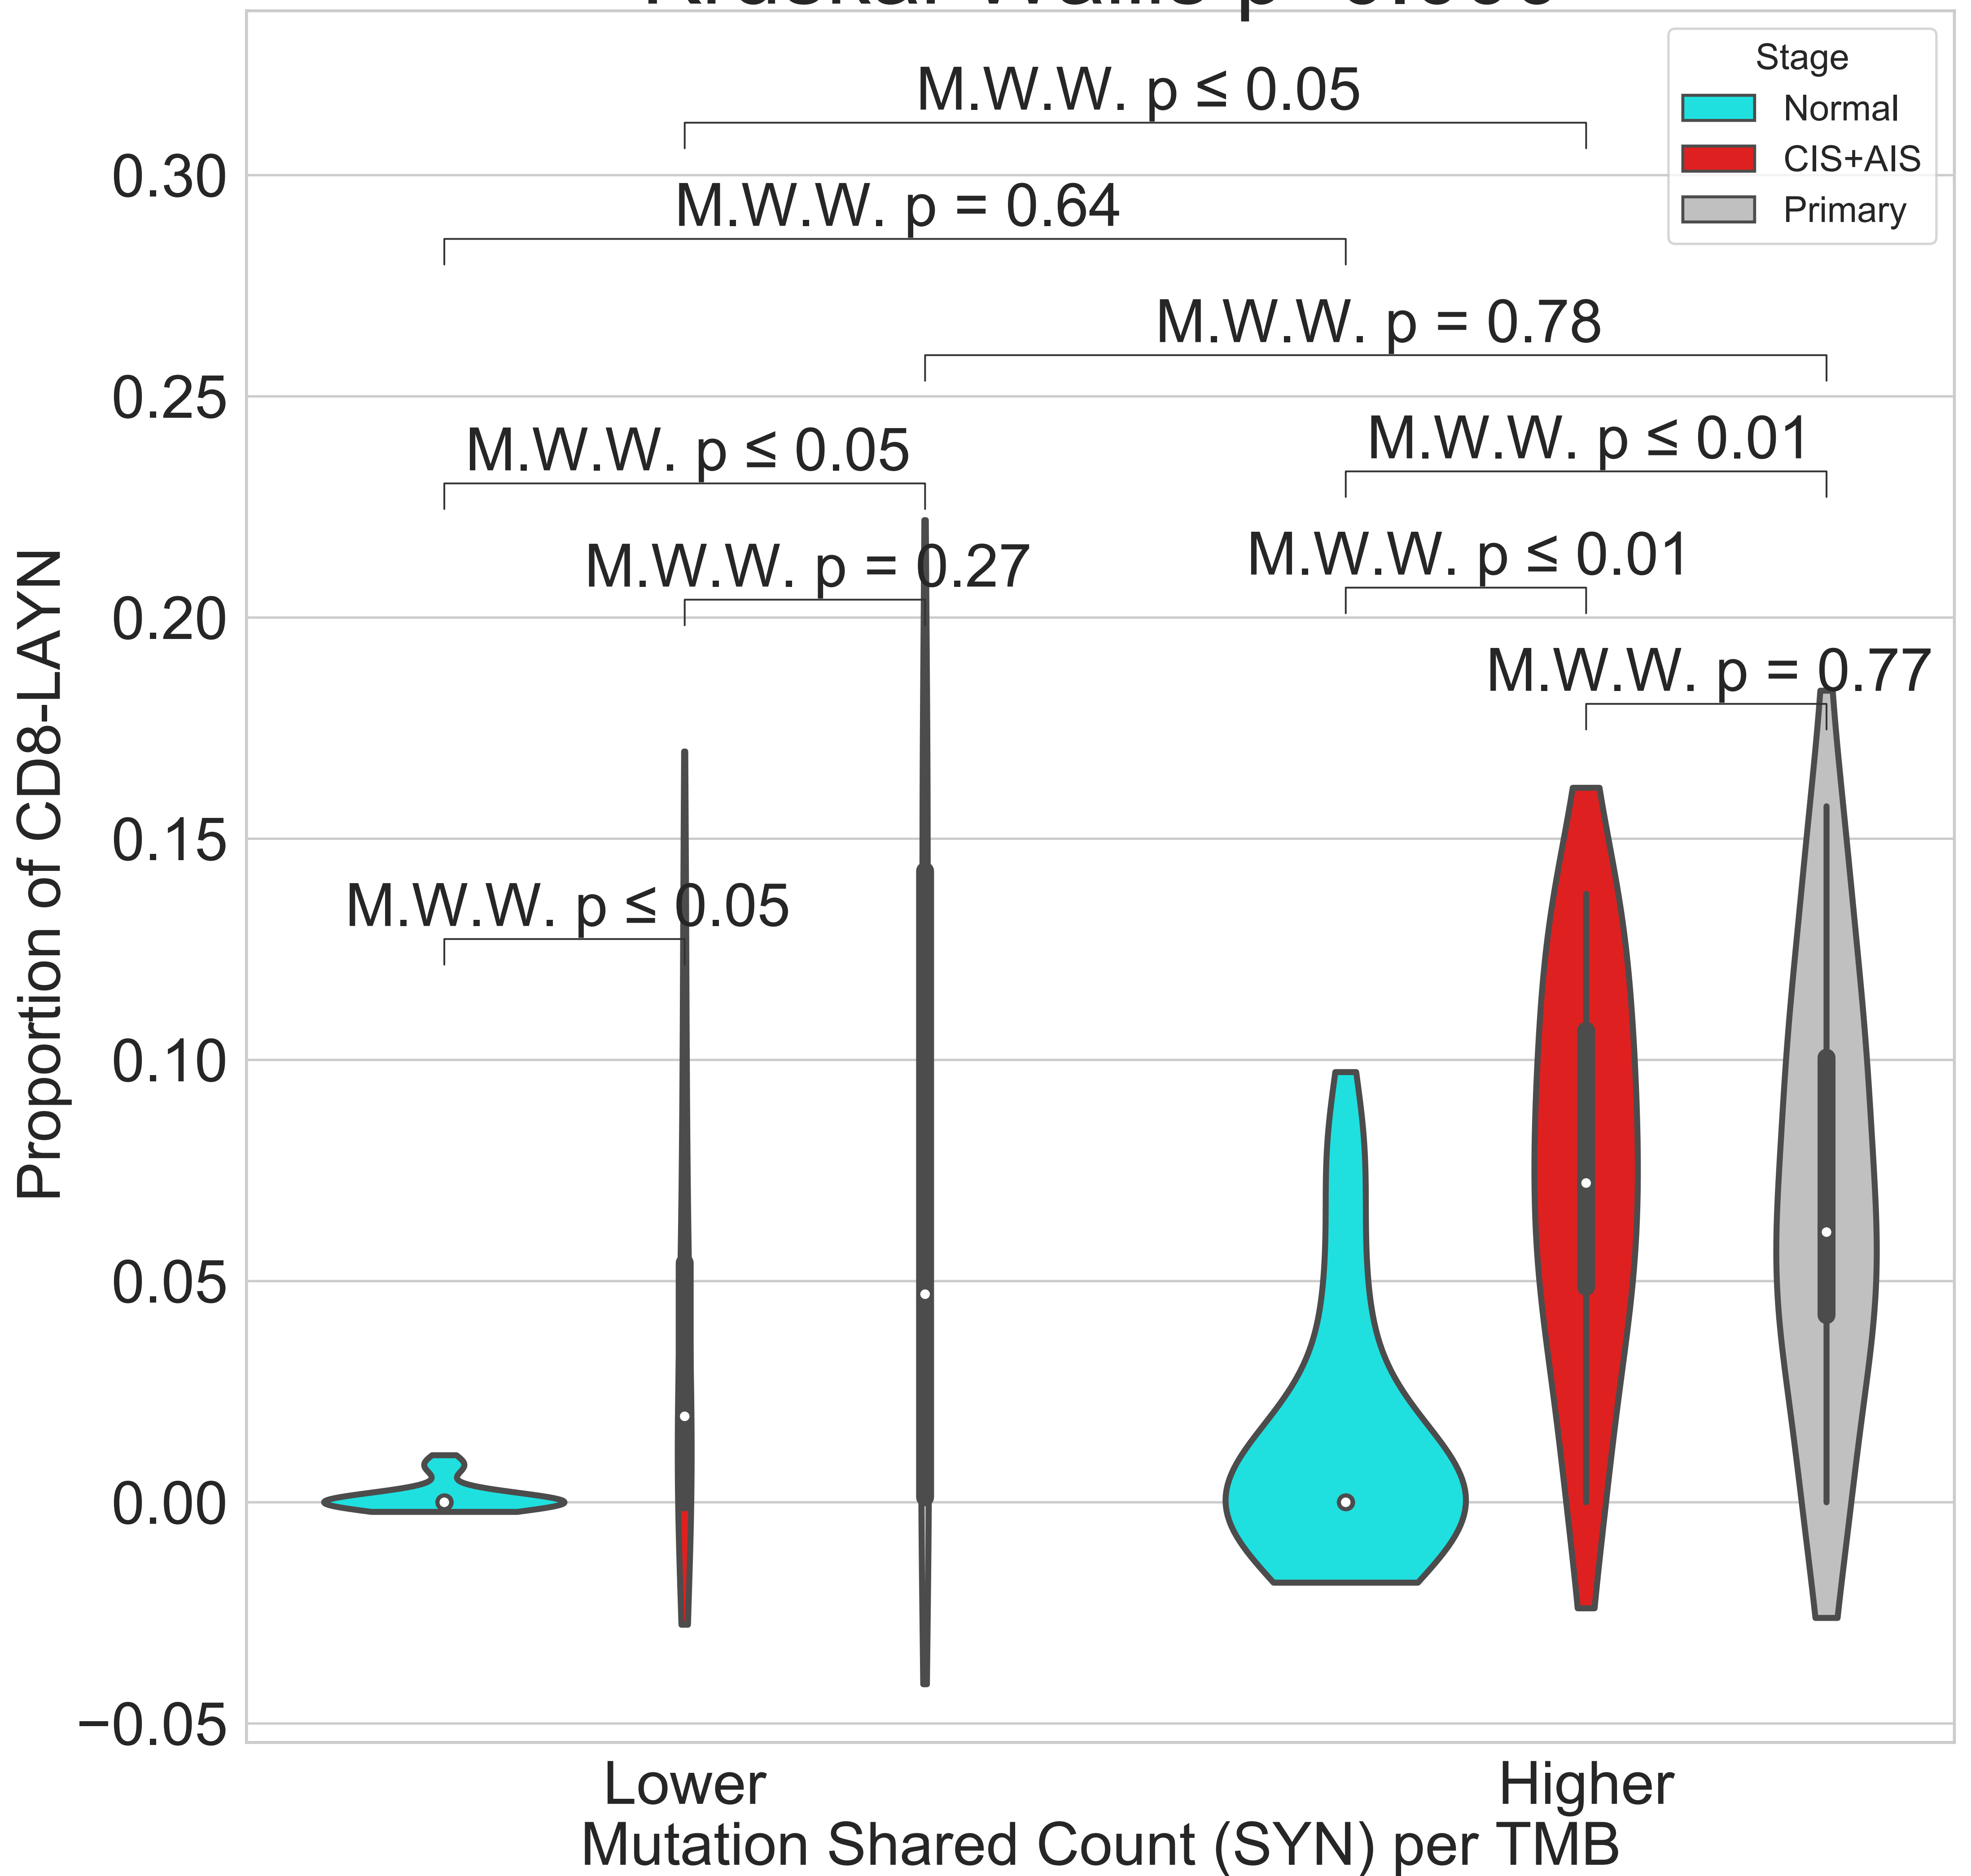 Stage
Normal
CIS+AIS
Primary
M.W.W. p ≤ 0.05
M.W.W. p = 0.64
M.W.W. p = 0.78
M.W.W. p ≤ 0.05
M.W.W. p ≤ 0.01
M.W.W. p = 0.27
M.W.W. p ≤ 0.01
M.W.W. p = 0.77
M.W.W. p ≤ 0.05
Proportion of CD8-LAYN
0.30
0.25
0.20
0.15
0.10
0.05
0.00
−0.05
Lower
Higher
Mutation Shared Count (SYN) per TMB